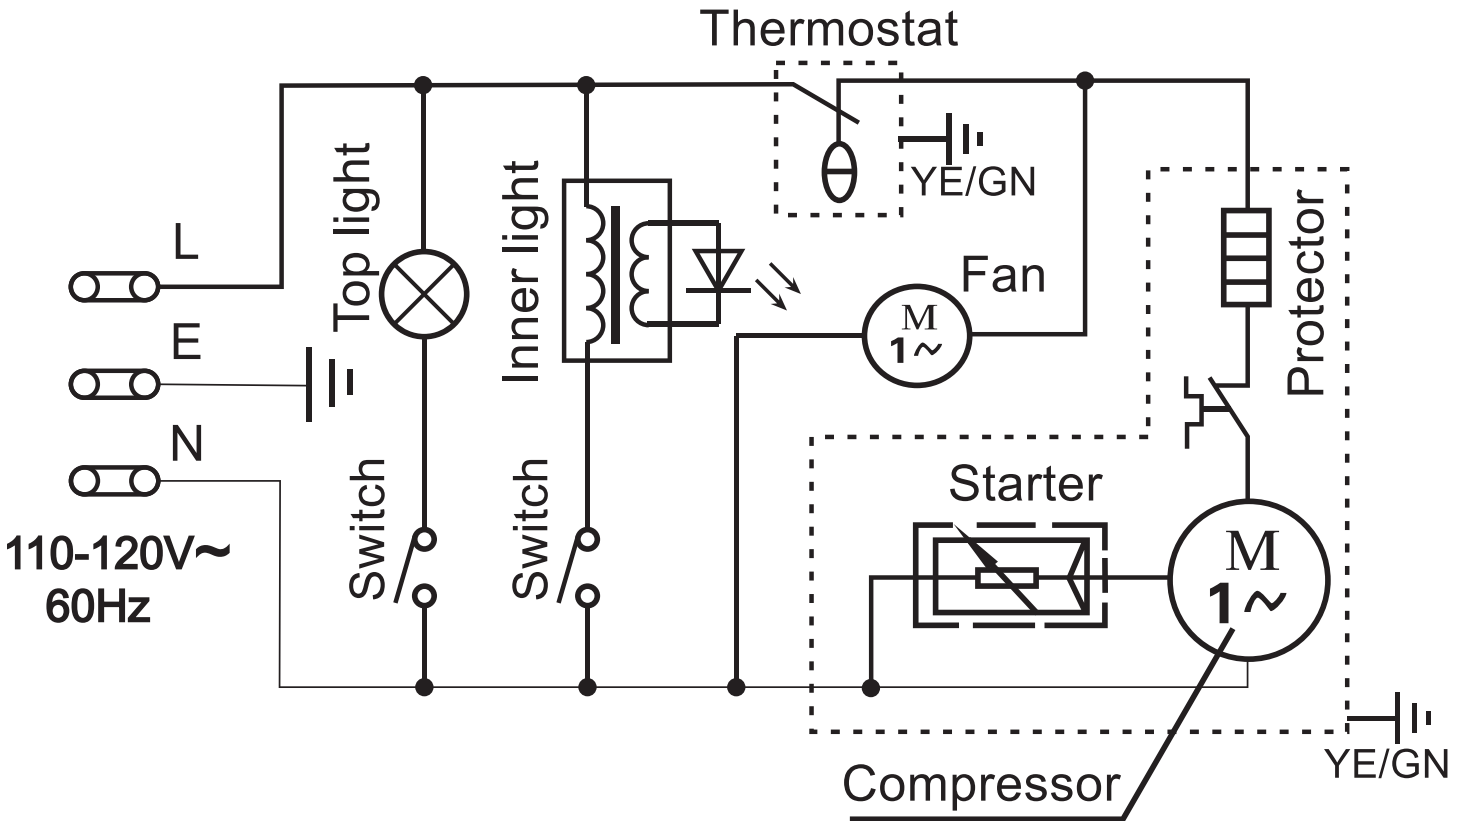 Thermostat
YE/GN
L
Top light
Inner light
Fan
M
1~
Protector
E
N
110-120V~
60Hz
Switch
Switch
Starter
M
1~
Compressor
YE/GN